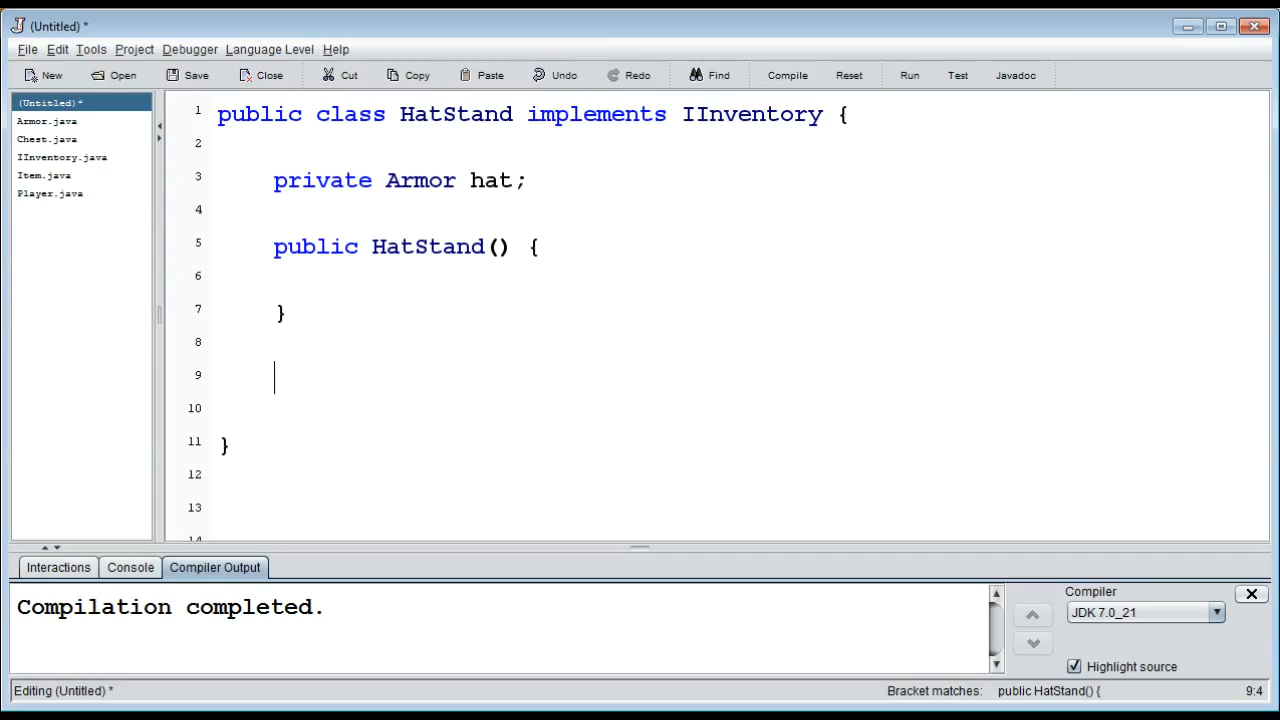 (Untitled) *
File Edit Tools Project Debugger Language Level Help
New Open Save Close Cut Copy Paste Undo Redo Find Compile Reset Run Test Javadoc
(Untitled)*
Armor.java
Chest.java
IInventory.java
Item.java
Player.java
1 public class HatStand implements IInventory {
2
3 private Armor hat;
4
5 public HatStand() {
6
7 }
8
9
10
11 }
12
13
14
Interactions Console Compiler Output
Compilation completed.
Compiler
JDK 7.0_21
Highlight source
Editing (Untitled) * Bracket matches: public HatStand() { 9:4